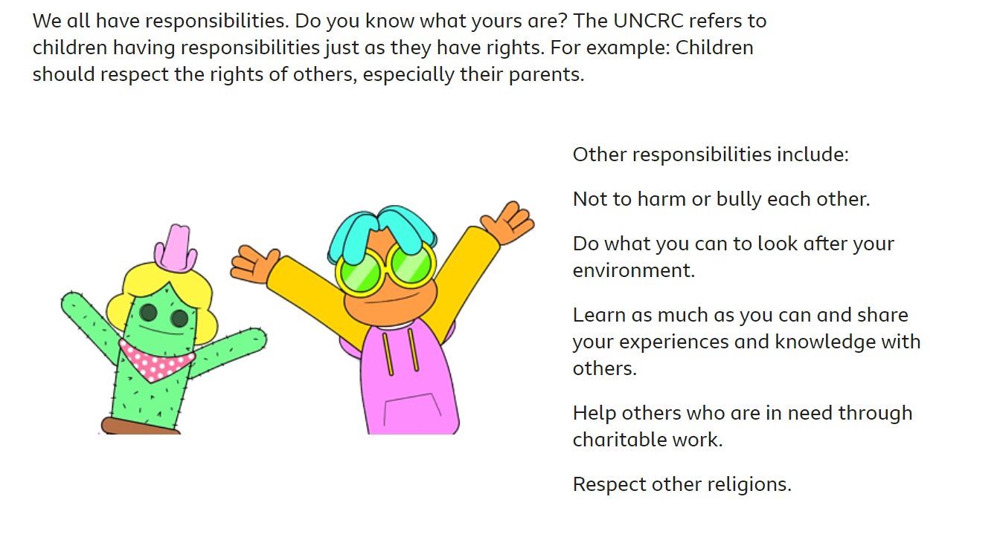 We all have responsibilities. Do you know what yours are? The UNCRC refers to
children having responsibilities just as they have rights. For example: Children
should respect the rights of others, especially their parents.
Other responsibilities include:
Not to harm or bully each other.
Do what you can to look after your
environment.
Learn as much as you can and share
your experiences and knowledge with
others.
Help others who are in need through
charitable work.
Respect other religions.